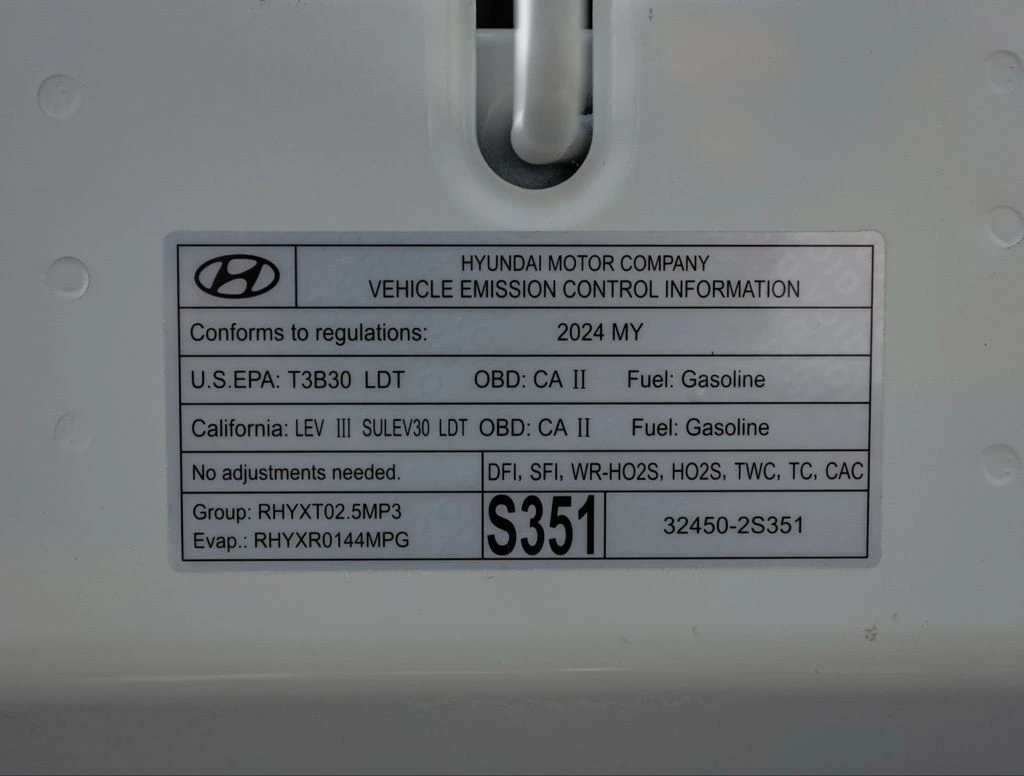 HYUNDAI MOTOR COMPANY
VEHICLE EMISSION CONTROL INFORMATION
Conforms to regulations: 2024 MY
U.S.EPA: T3B30 LDT OBD: CA II Fuel: Gasoline
California: LEV III SULEV30 LDT OBD: CA II Fuel: Gasoline
No adjustments needed. DFI, SFI, WR-HO2S, HO2S, TWC, TC, CAC
Group: RHYXT02.5MP3
Evap.: RHYXR0144MPG
S351
32450-2S351